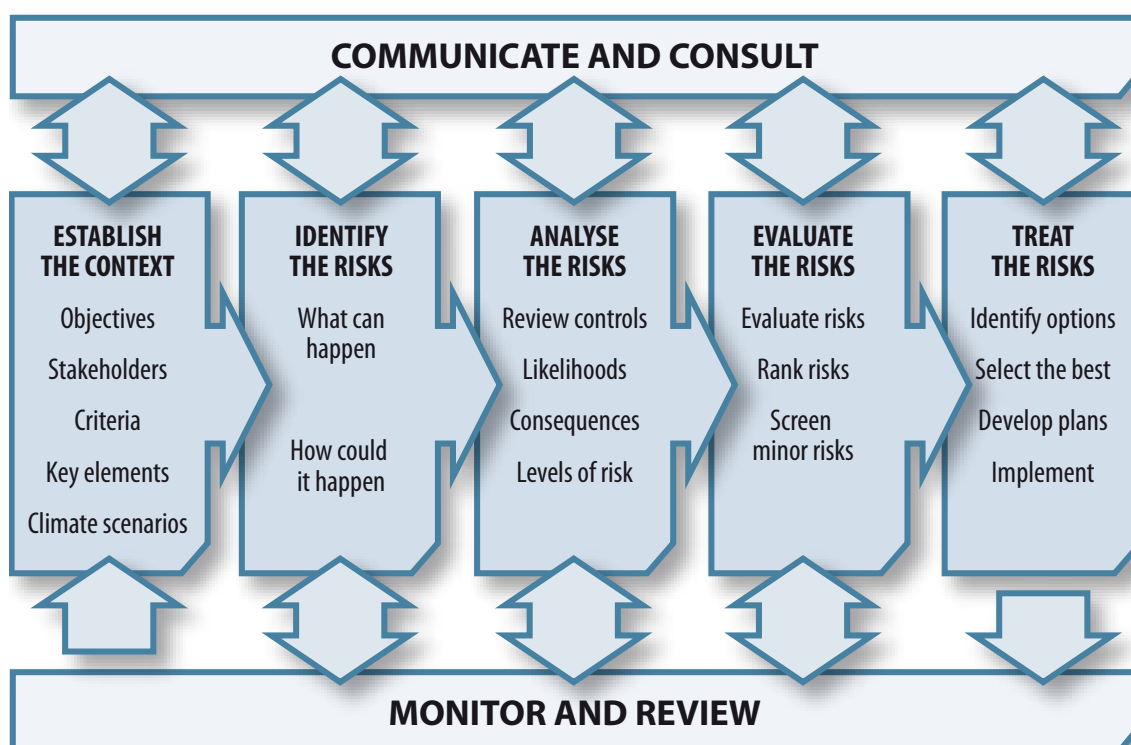 COMMUNICATE AND CONSULT
ESTABLISH
THE CONTEXT
Objectives
Stakeholders
Criteria
Key elements
Climate scenarios
IDENTIFY
THE RISKS
What can
happen
How could
it happen
ANALYSE
THE RISKS
Review controls
Likelihoods
Consequences
Levels of risk
EVALUATE
THE RISKS
Evaluate risks
Rank risks
Screen
minor risks
TREAT
THE RISKS
Identify options
Select the best
Develop plans
Implement
MONITOR AND REVIEW